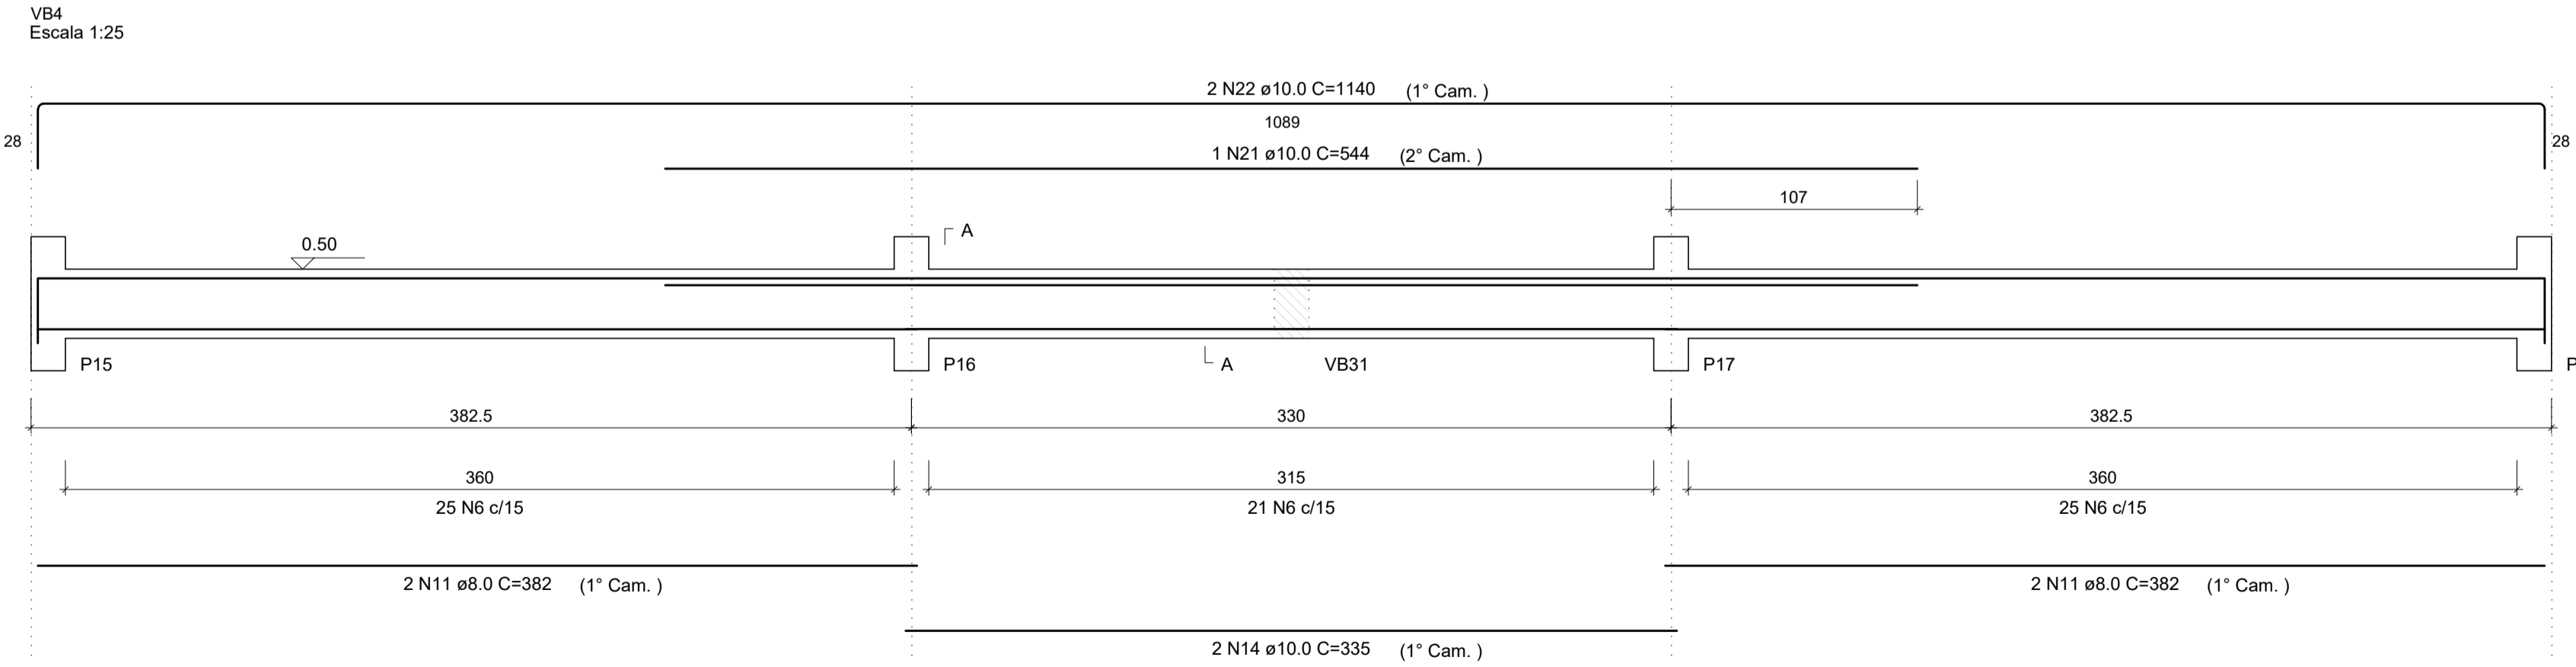 VB4
Escala 1:25
2 N22 ø10.0 C=1140 (1° Cam. )
1089
28
28
1 N21 ø10.0 C=544 (2° Cam. )
107
A
0.50
P15
P16
A
VB31
P17
P
382.5
330
382.5
360
315
360
25 N6 c/15
21 N6 c/15
25 N6 c/15
2 N11 ø8.0 C=382 (1° Cam. )
2 N11 ø8.0 C=382 (1° Cam. )
2 N14 ø10.0 C=335 (1° Cam. )